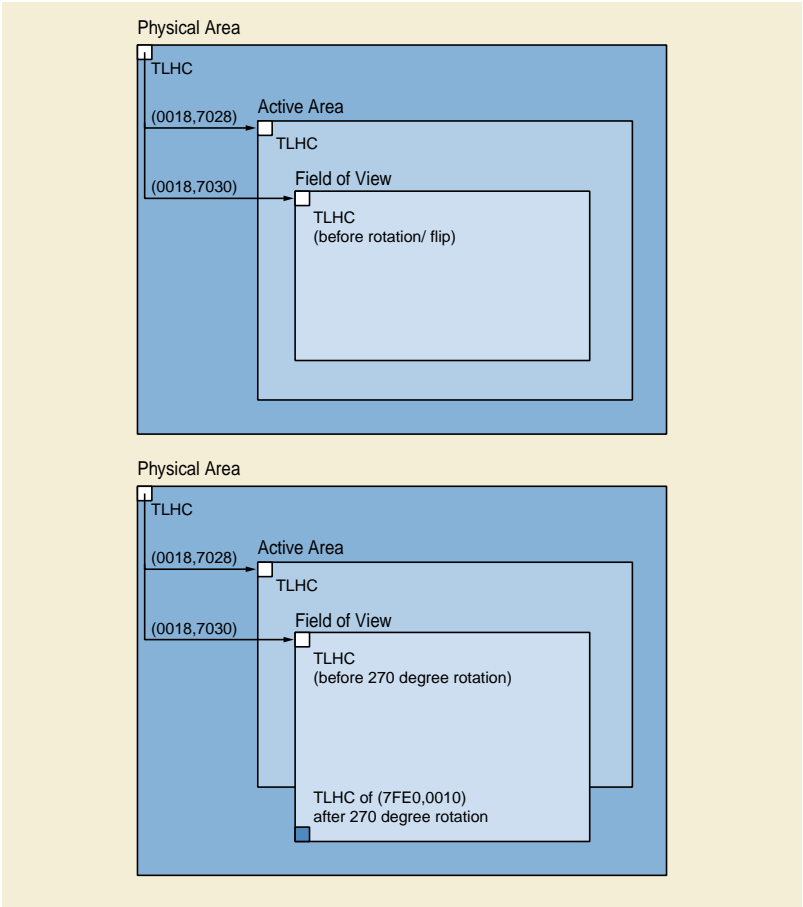 Physical Area
TLHC
(0018,7028)
Active Area
TLHC
(0018,7030)
Field of View
TLHC
(before rotation/ flip)
Physical Area
TLHC
(0018,7028)
Active Area
TLHC
(0018,7030)
Field of View
TLHC
(before 270 degree rotation)
TLHC of (7FE0,0010)
after 270 degree rotation